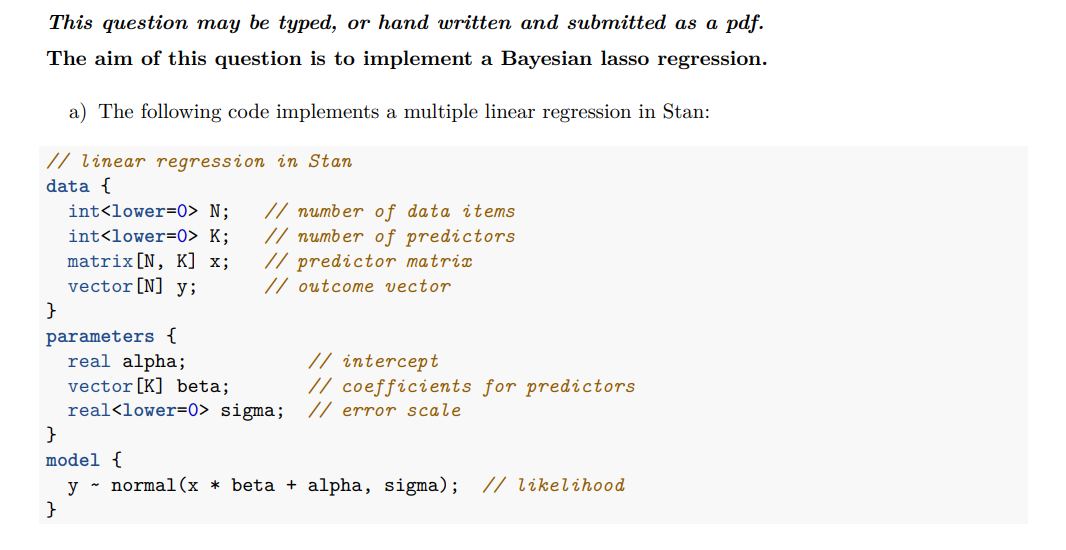 This question may be typed, or hand written and submitted as a pdf.
The aim of this question is to implement a Bayesian lasso regression.
a) The following code implements a multiple linear regression in Stan:
// linear regression in Stan
data {
  int<lower=0> N;   // number of data items
  int<lower=0> K;   // number of predictors
  matrix[N, K] x;   // predictor matrix
  vector[N] y;      // outcome vector
}
parameters {
  real alpha;           // intercept
  vector[K] beta;       // coefficients for predictors
  real<lower=0> sigma;  // error scale
}
model {
  y ~ normal(x * beta + alpha, sigma);  // likelihood
}